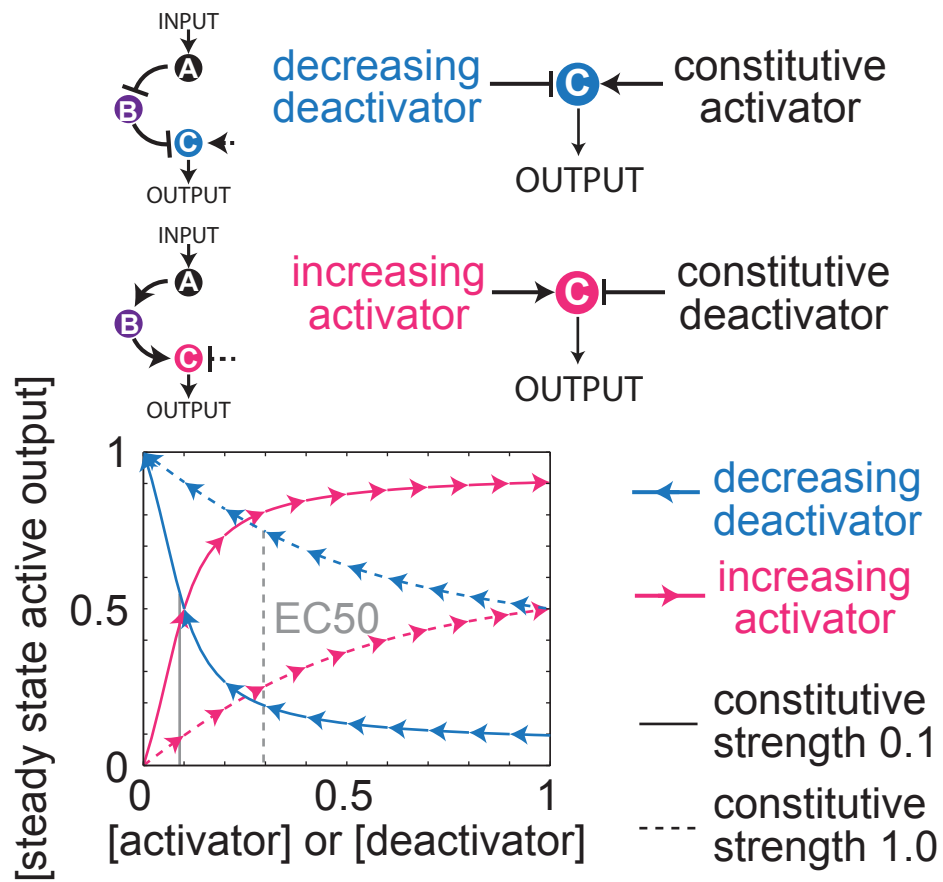 INPUT
A
B
C
OUTPUT
decreasing
deactivator
C
constitutive
activator
OUTPUT
INPUT
A
B
C
OUTPUT
increasing
activator
C
constitutive
deactivator
OUTPUT
[steady state active output]
1
0.5
0
EC50
0
0.5
1
[activator] or [deactivator]
decreasing
deactivator
increasing
activator
constitutive
strength 0.1
constitutive
strength 1.0